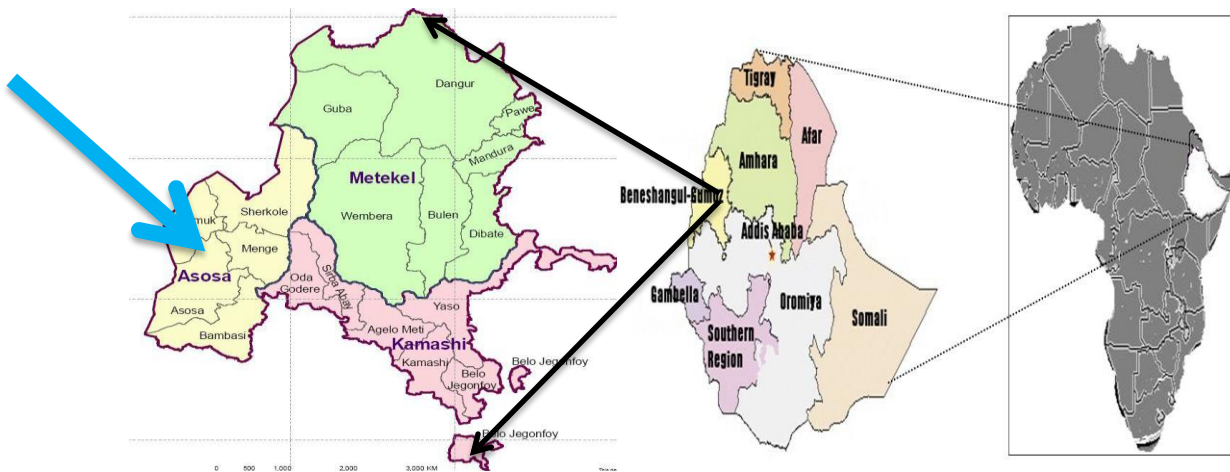 Dangur
Guba
Pawe
Mandura
Metekel
Wembera
Bulen
Dibate
muk
Sherkole
Menge
Asosa
Asosa
Bambasi
Oda
Godere
Sirba Abay
Yaso
Agelo Meti
Kamashi
Kamashi
Belo
Jegonfoy
Belo Jegonfoy
Belo Jegonfoy
0 500 1,000 2,000 3,000 KM
Tigray
Afar
Amhara
Beneshangul-Gumuz
Addis Ababa
Gambella
Oromiya
Somali
Southern
Region